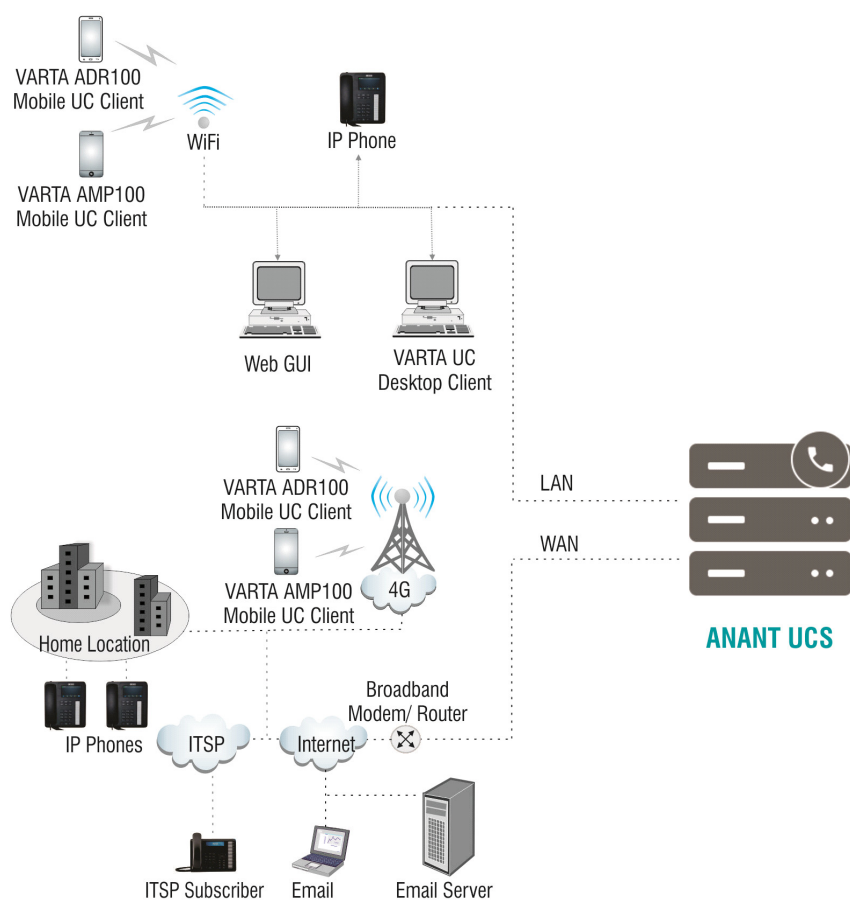 VARTA ADR100
Mobile UC Client
WiFi
IP Phone
VARTA AMP100
Mobile UC Client
Web GUI
VARTA UC
Desktop Client
VARTA ADR100
Mobile UC Client
LAN
WAN
VARTA AMP100
Mobile UC Client
4G
ANANT UCS
Home Location
Broadband
Modem/ Router
IP Phones
ITSP
Internet
ITSP Subscriber
Email
Email Server